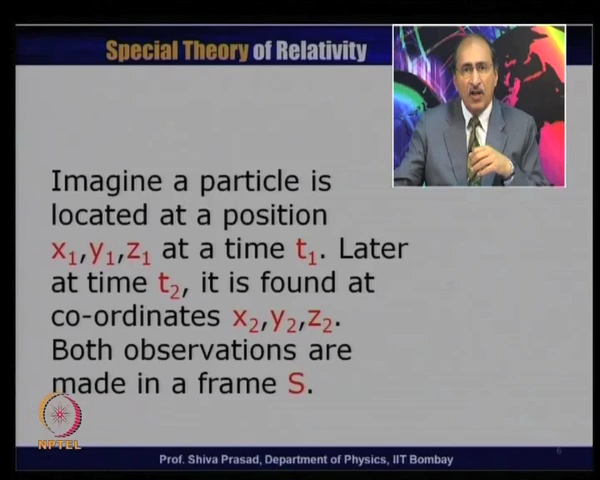 Special Theory of Relativity
Imagine a particle is
located at a position
x₁,y₁,z₁ at a time t₁. Later
at time t₂, it is found at
co-ordinates x₂,y₂,z₂.
Both observations are
made in a frame S.
NPTEL
Prof. Shiva Prasad, Department of Physics, IIT Bombay
6